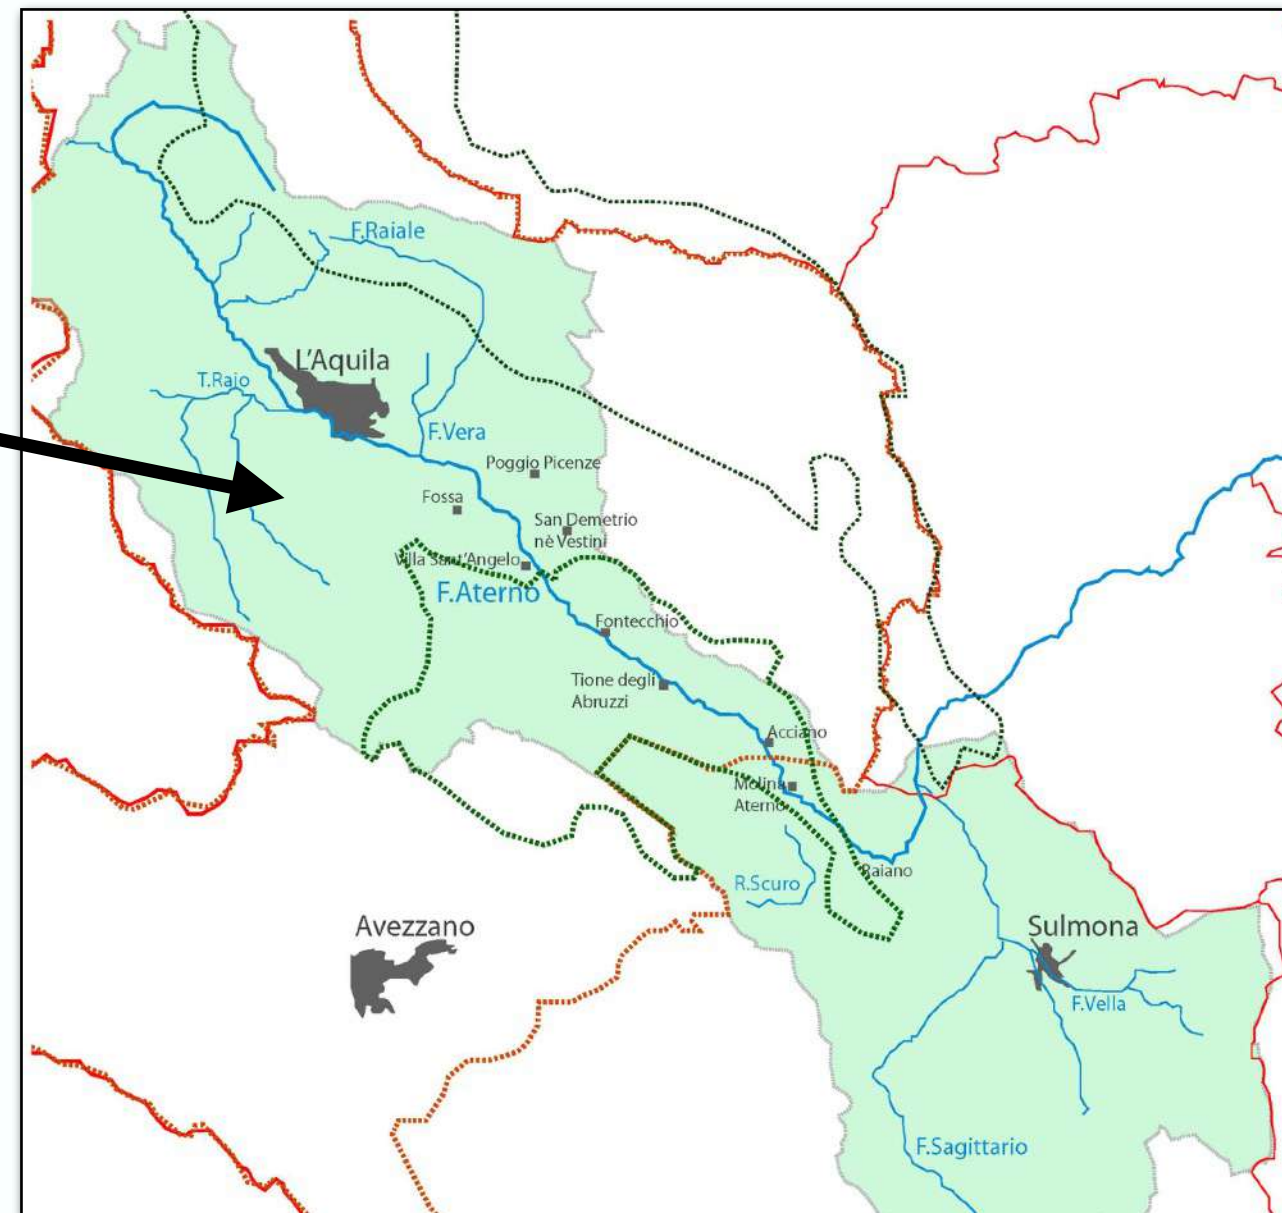 F.Raiale
L'Aquila
T.Raio
F.Vera
Poggio Picenze
Fossa
San Demetrio
nè Vestini
Villa Sant'Angelo
F.Aterno
Fontecchio
Tione degli
Abruzzi
Acciano
Molina
Aterno
Raiano
R.Scuro
Avezzano
Sulmona
F.Vella
F.Sagittario